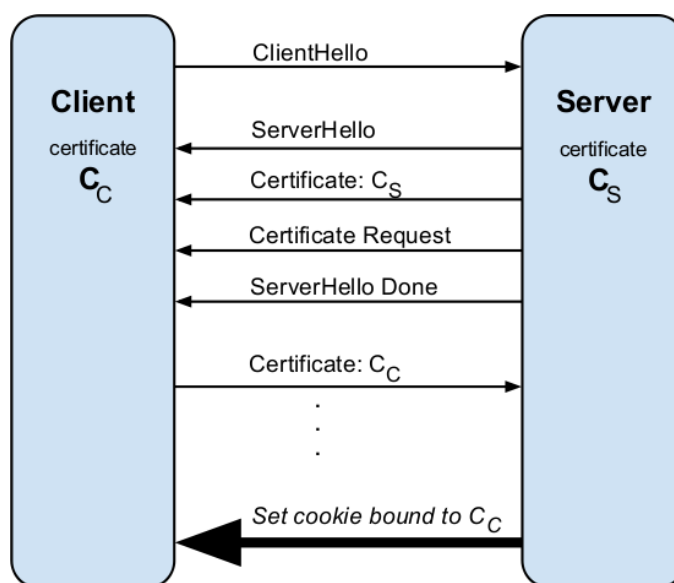 ClientHello
Client
certificate
C_C
Server
certificate
C_S
ServerHello
Certificate: C_S
Certificate Request
ServerHello Done
Certificate: C_C
Set cookie bound to C_C